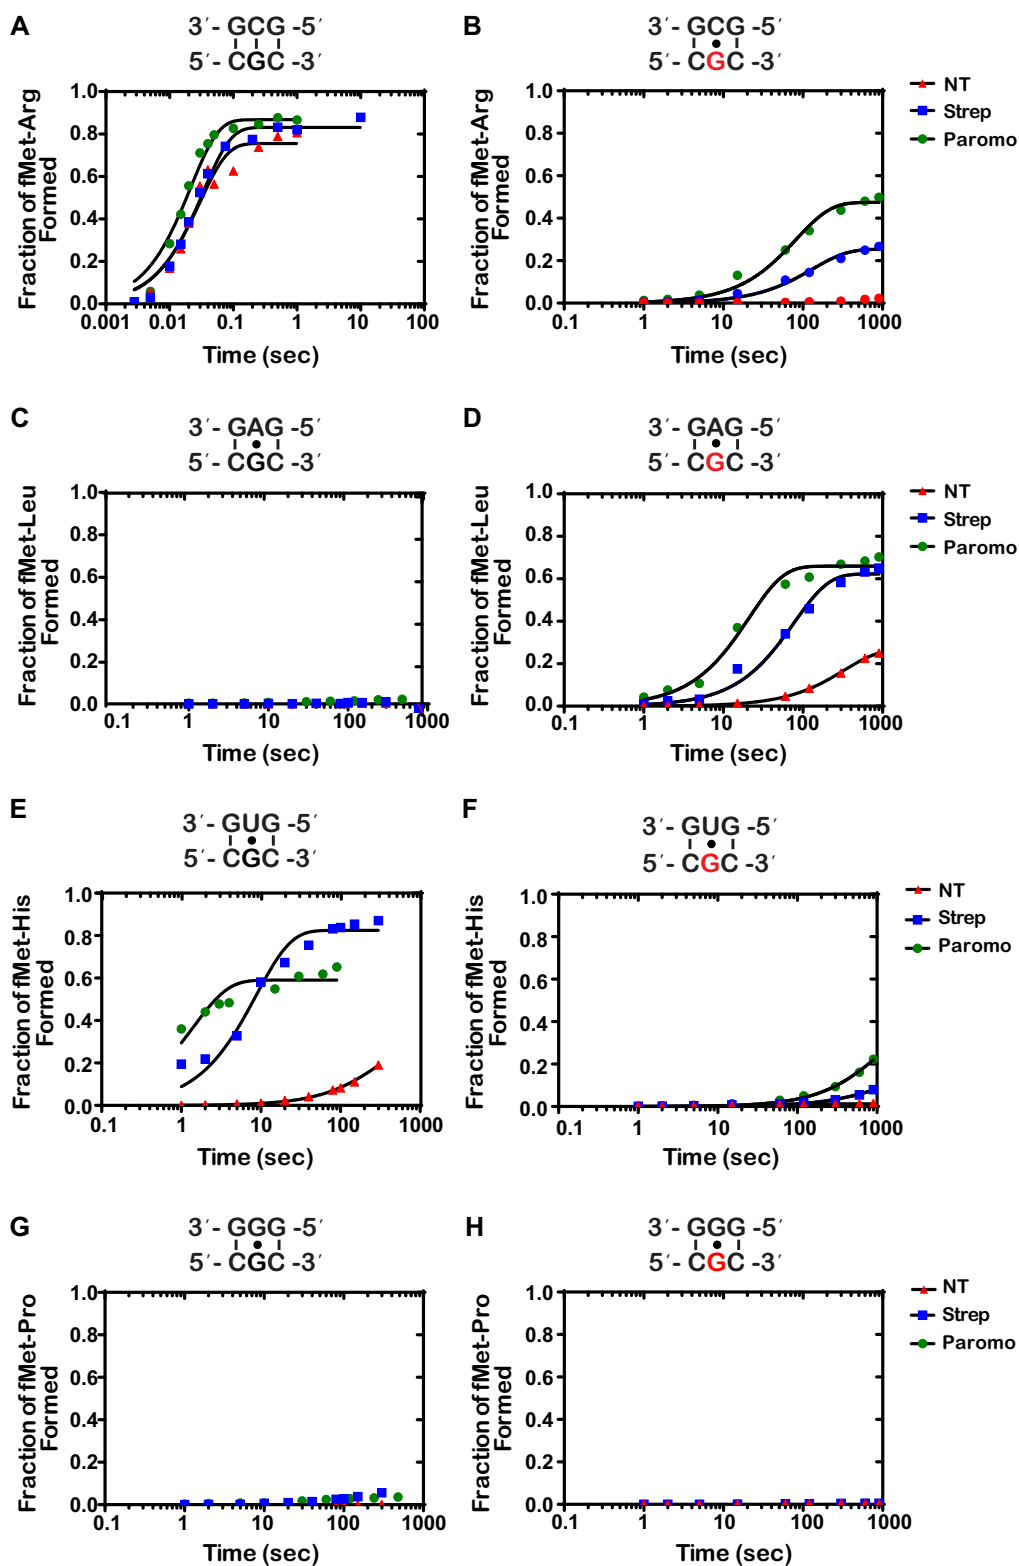 A
3′- GCG -5′
5′- CGC -3′
Fraction of fMet-Arg
Formed
1.0
0.8
0.6
0.4
0.2
0.0
0.001 0.01 0.1 1 10 100
Time (sec)
B
3′- GCG -5′
5′- CGC -3′
Fraction of fMet-Arg
Formed
1.0
0.8
0.6
0.4
0.2
0.0
0.1 1 10 100 1000
Time (sec)
NT
Strep
Paromo
C
3′- GAG -5′
5′- CGC -3′
Fraction of fMet-Leu
Formed
1.0
0.8
0.6
0.4
0.2
0.0
0.1 1 10 100 1000
Time (sec)
D
3′- GAG -5′
5′- CGC -3′
Fraction of fMet-Leu
Formed
1.0
0.8
0.6
0.4
0.2
0.0
0.1 1 10 100 1000
Time (sec)
NT
Strep
Paromo
E
3′- GUG -5′
5′- CGC -3′
Fraction of fMet-His
Formed
1.0
0.8
0.6
0.4
0.2
0.0
0.1 1 10 100 1000
Time (sec)
F
3′- GUG -5′
5′- CGC -3′
Fraction of fMet-His
Formed
1.0
0.8
0.6
0.4
0.2
0.0
0.1 1 10 100 1000
Time (sec)
NT
Strep
Paromo
G
3′- GGG -5′
5′- CGC -3′
Fraction of fMet-Pro
Formed
1.0
0.8
0.6
0.4
0.2
0.0
0.1 1 10 100 1000
Time (sec)
H
3′- GGG -5′
5′- CGC -3′
Fraction of fMet-Pro
Formed
1.0
0.8
0.6
0.4
0.2
0.0
0.1 1 10 100 1000
Time (sec)
NT
Strep
Paromo